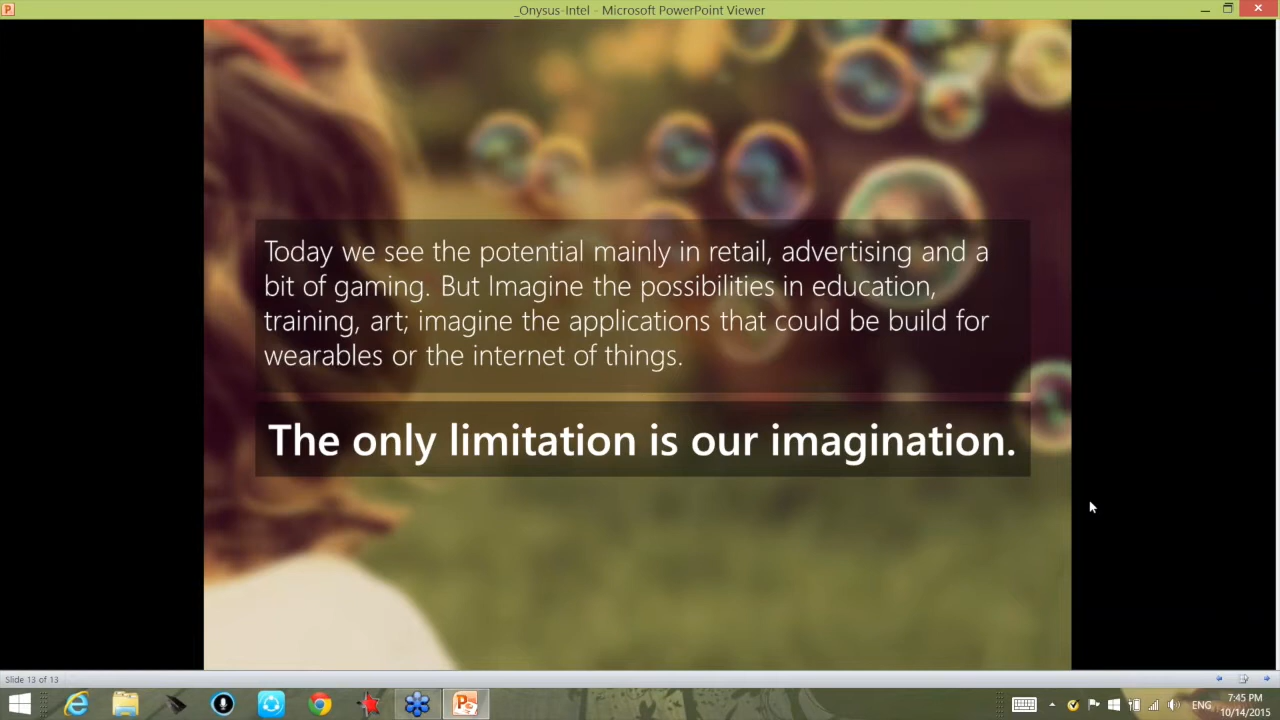 _Onysus-Intel - Microsoft PowerPoint Viewer
Today we see the potential mainly in retail, advertising and a
bit of gaming. But Imagine the possibilities in education,
training, art; imagine the applications that could be build for
wearables or the internet of things.
The only limitation is our imagination.
Slide 13 of 13
ENG
7:45 PM
10/14/2015